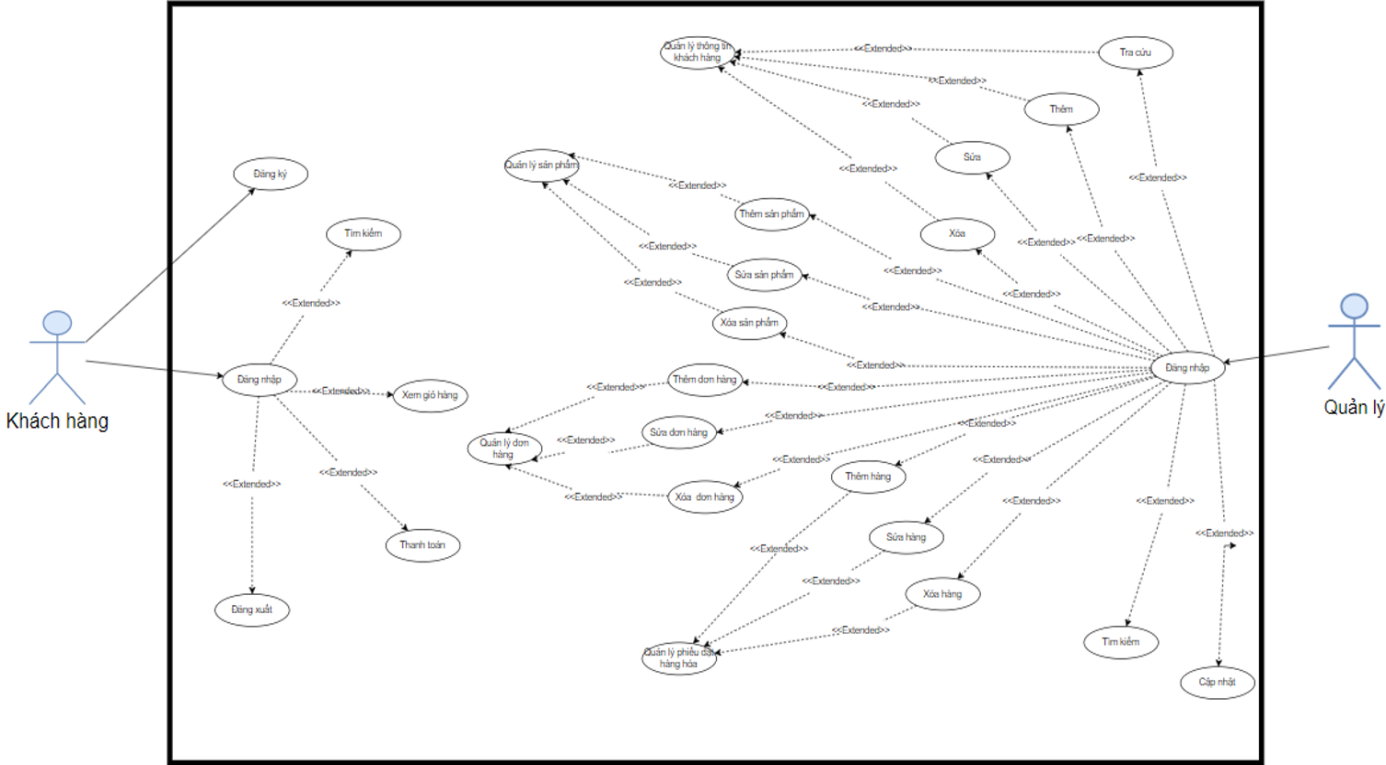 Quản lý thông tin
khách hàng
<<Extended>>
Tra cứu
<<Extended>>
Thêm
<<Extended>>
Sửa
Quản lý sản phẩm
<<Extended>>
<<Extended>>
Đăng ký
<<Extended>>
Thêm sản phẩm
Tìm kiếm
Xóa
<<Extended>>
<<Extended>>
<<Extended>>
<<Extended>>
Sửa sản phẩm
<<Extended>>
<<Extended>>
<<Extended>>
<<Extended>>
<<Extended>>
Xóa sản phẩm
<<Extended>>
Đăng nhập
Đăng nhập
Thêm đơn hàng
<<Extended>>
<<Extended>>
<<Extended>>
Xem giỏ hàng
Khách hàng
Quản lý
<<Extended>>
<<Extended>>
Sửa đơn hàng
<<Extended>>
Quản lý đơn
hàng
<<Extended>>
<<Extended>>
<<Extended>>
Thêm hàng
<<Extended>>
<<Extended>>
Xóa đơn hàng
<<Extended>>
<<Extended>>
<<Extended>>
Sửa hàng
<<Extended>>
Thanh toán
<<Extended>>
<<Extended>>
Xóa hàng
Đăng xuất
<<Extended>>
Tìm kiếm
Quản lý phiếu đặt
hàng hóa
Cập nhật